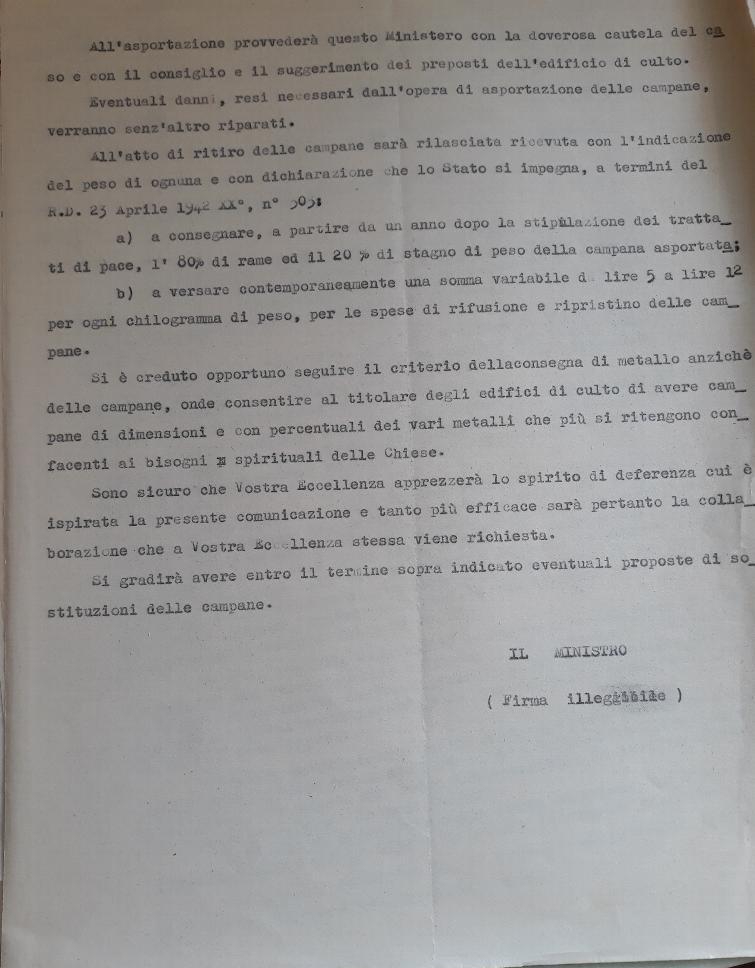 All'asportazione provvederà questo Ministero con la doverosa cautela del ca_
so e con il consiglio e il suggerimento dei preposti dell'edificio di culto.
Eventuali danni, resi necessari dall'opera di asportazione delle campane,
verranno senz'altro riparati.
All'atto di ritiro delle campane sarà rilasciata ricevuta con l'indicazione
del peso di ognuna e con dichiarazione che lo Stato si impegna, a termini del
R.D. 23 Aprile 1942 XX°, n° 505:
a) a consegnare, a partire da un anno dopo la stipulazione dei tratta_
ti di pace, l' 80% di rame ed il 20 % di stagno di peso della campana asportata;
b) a versare contemporaneamente una somma variabile da lire 5 a lire 12
per ogni chilogramma di peso, per le spese di rifusione e ripristino delle cam_
pane.
Si è creduto opportuno seguire il criterio dellaconsegna di metallo anzichè
delle campane, onde consentire al titolare degli edifici di culto di avere cam_
pane di dimensioni e con percentuali dei vari metalli che più si ritengono con_
facenti ai bisogni spirituali delle Chiese.
Sono sicuro che Vostra Eccellenza apprezzerà lo spirito di deferenza cui è
ispirata la presente comunicazione e tanto più efficace sarà pertanto la colla_
borazione che a Vostra Eccellenza stessa viene richiesta.
Si gradirà avere entro il termine sopra indicato eventuali proposte di so_
stituzioni delle campane.
IL MINISTRO
( Firma illeggibile )